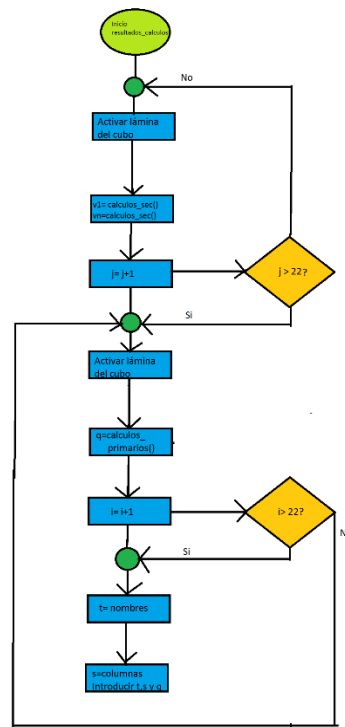 Inicio
resultados_calculos
No
Activar lámina
del cubo
v1= calculos_sec()
vn=calculos_sec()
j= j+1
j > 22?
Si
Activar lámina
del cubo
q=calculos_
primarios()
i= i+1
i> 22?
N
Si
t= nombres
s=columnas
Introducir t,s y q